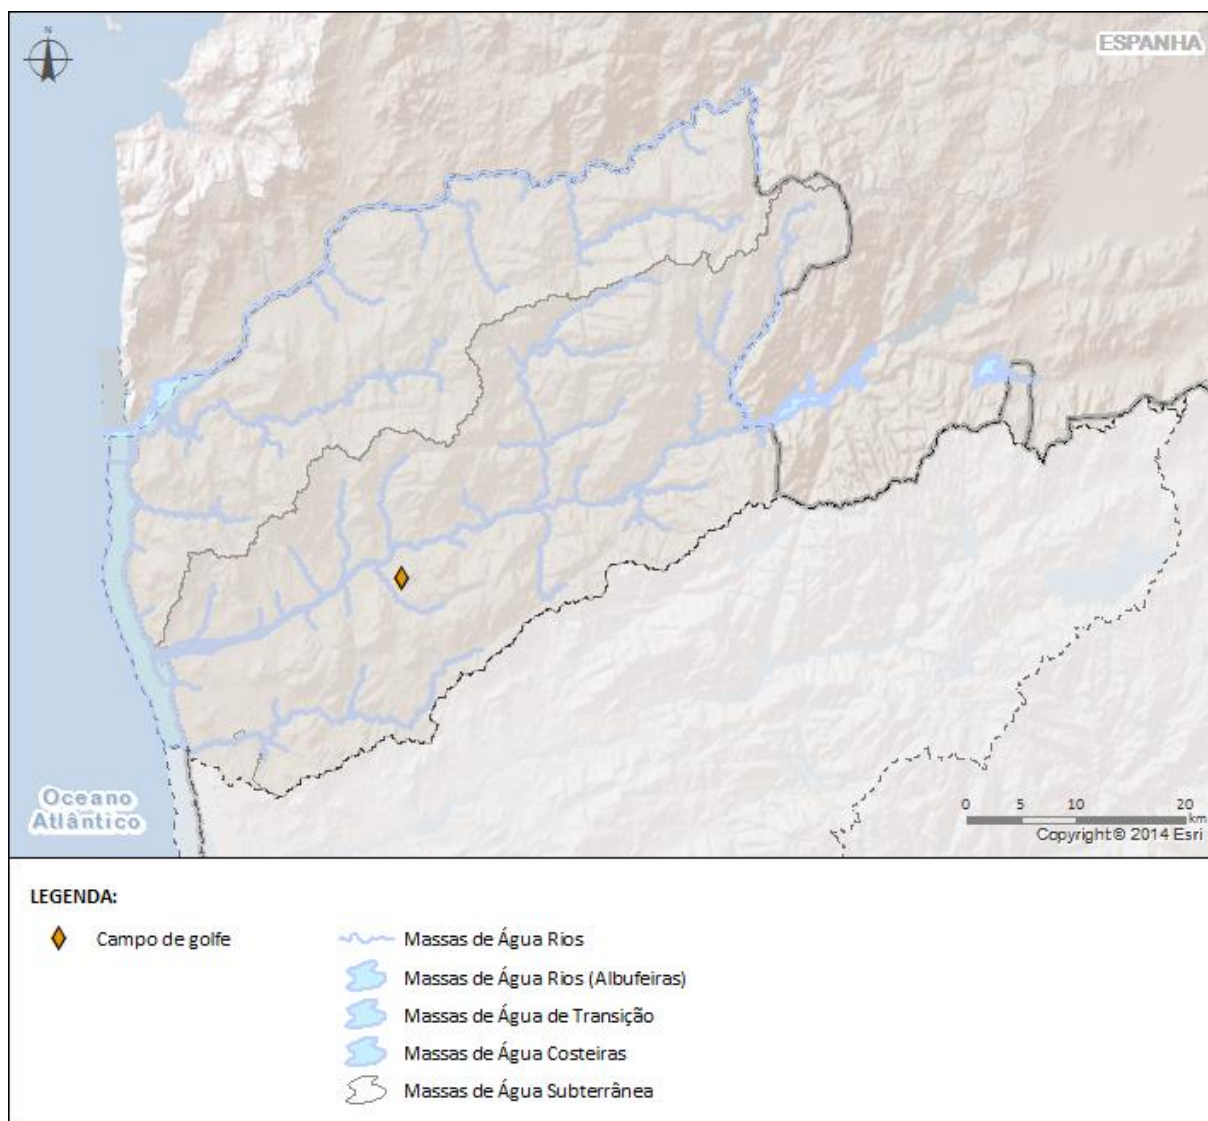 N
ESPANHA
Oceano
Atlântico
0 5 10 20
km
Copyright© 2014 Esri
LEGENDA:
Campo de golfe
Massas de Água Rios
Massas de Água Rios (Albufeiras)
Massas de Água de Transição
Massas de Água Costeiras
Massas de Água Subterrânea